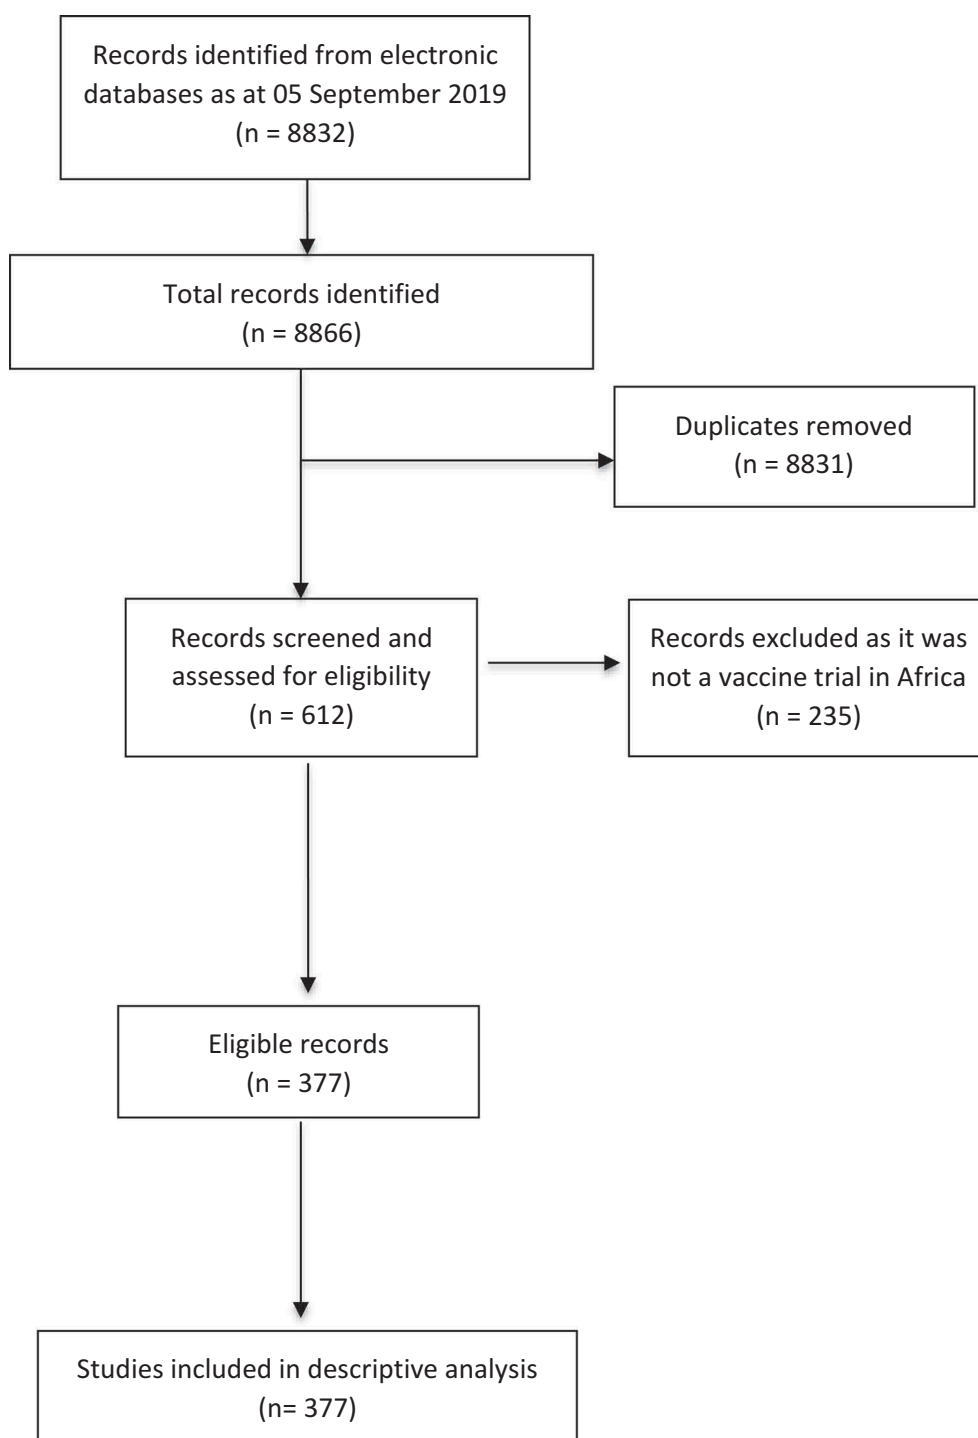 Records identified from electronic
databases as at 05 September 2019
(n = 8832)
Total records identified
(n = 8866)
Duplicates removed
(n = 8831)
Records screened and
assessed for eligibility
(n = 612)
Records excluded as it was
not a vaccine trial in Africa
(n = 235)
Eligible records
(n = 377)
Studies included in descriptive analysis
(n= 377)